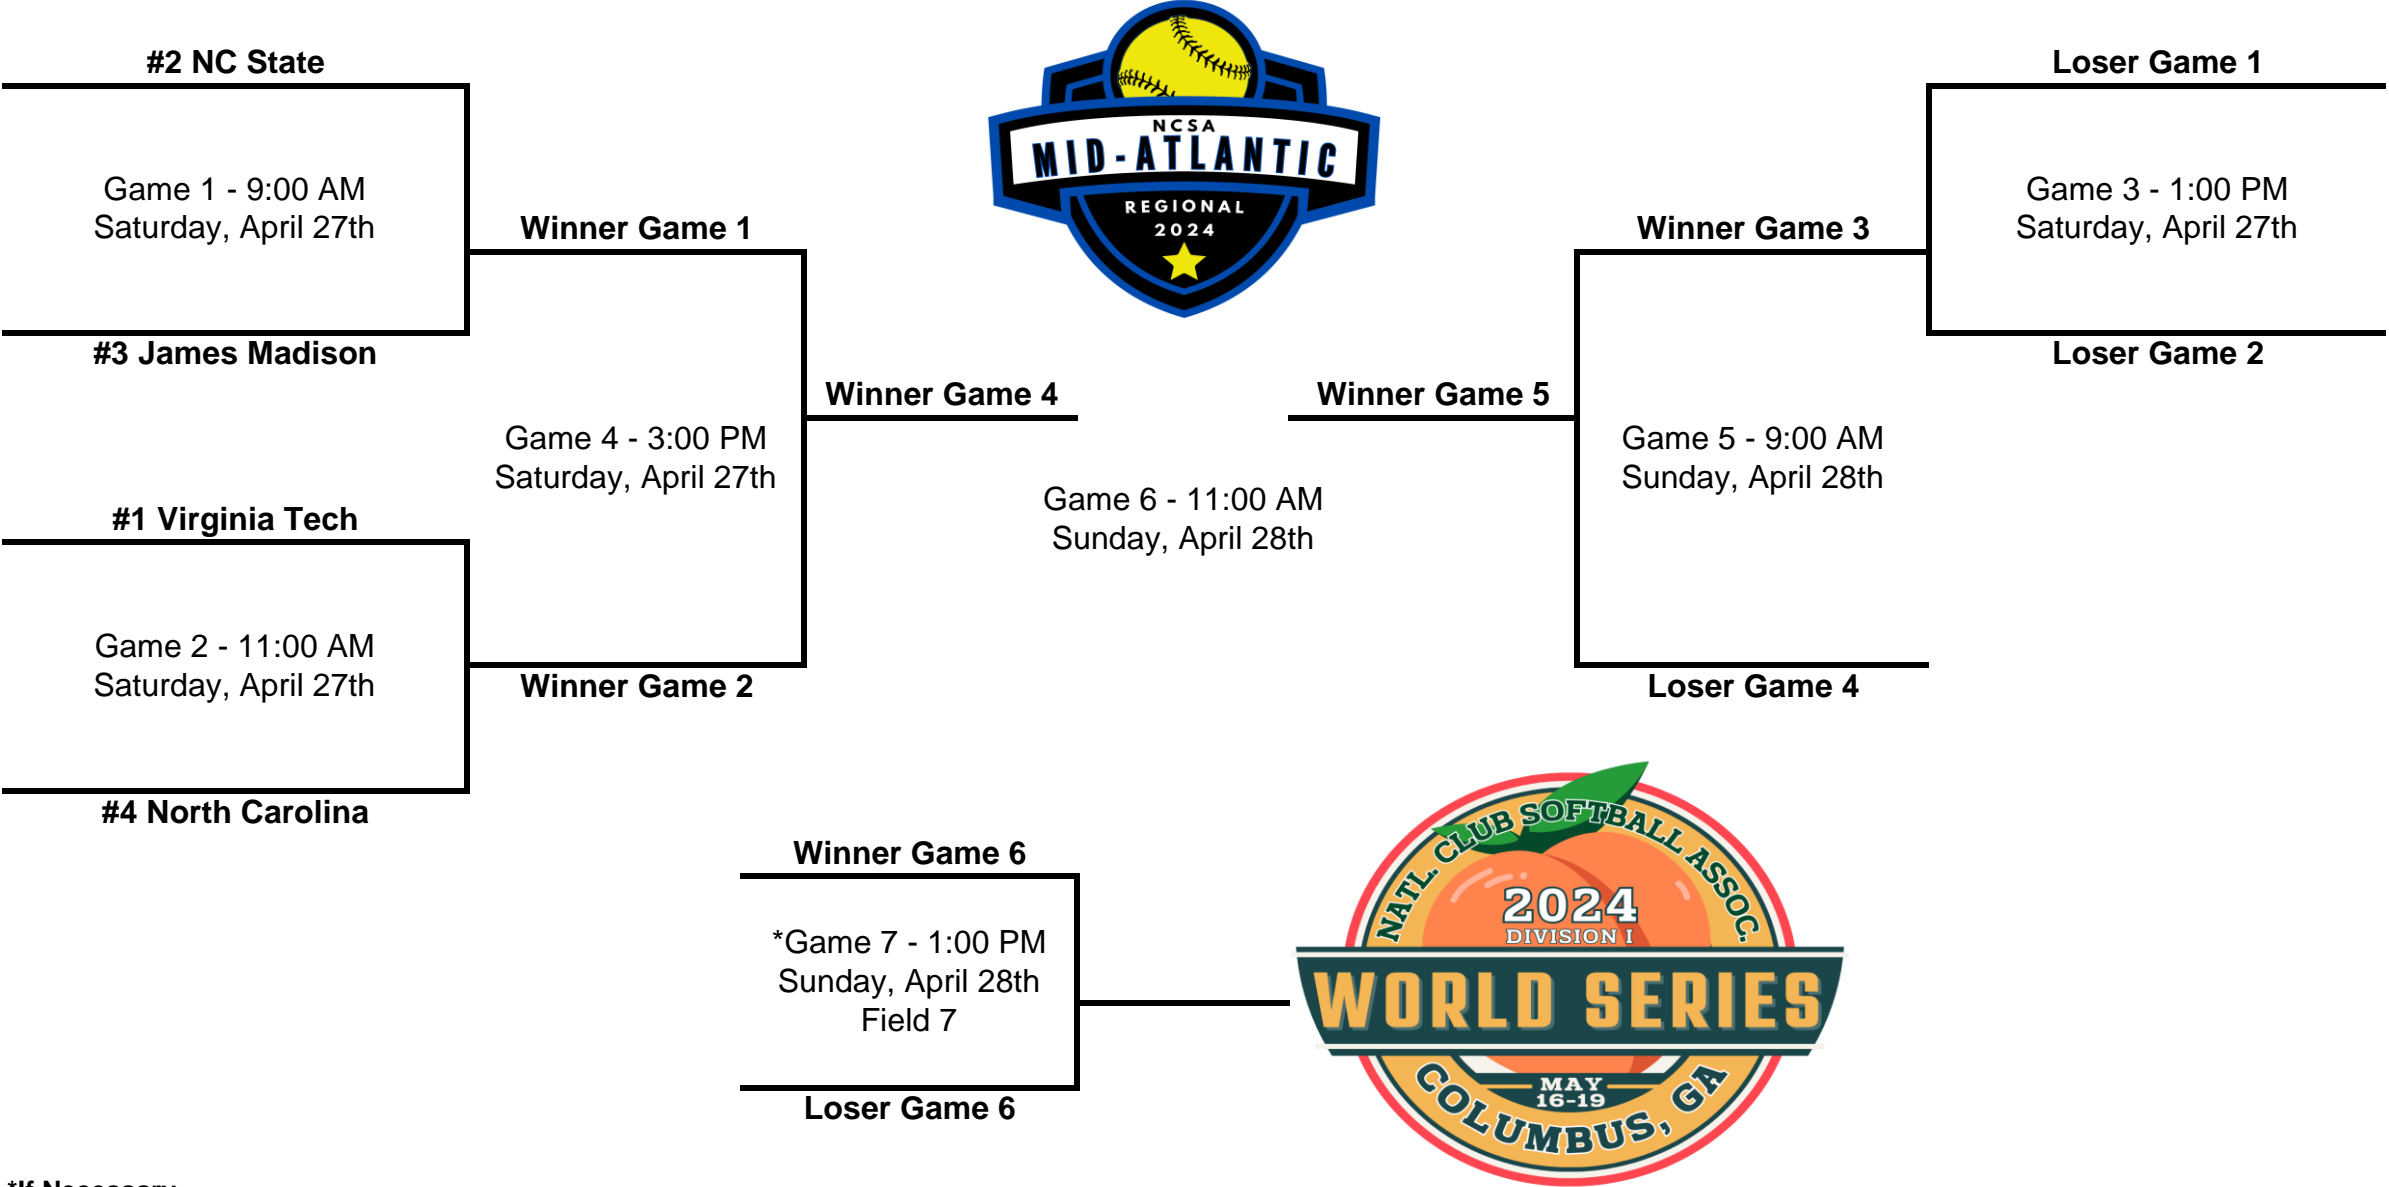 #2 NC State
Game 1 - 9:00 AM
Saturday, April 27th
#3 James Madison
Winner Game 1
Game 4 - 3:00 PM
Saturday, April 27th
Winner Game 2
#1 Virginia Tech
Game 2 - 11:00 AM
Saturday, April 27th
#4 North Carolina
Winner Game 4
NCSA
MID-ATLANTIC
REGIONAL
2024
Game 6 - 11:00 AM
Sunday, April 28th
Winner Game 5
Winner Game 3
Game 5 - 9:00 AM
Sunday, April 28th
Loser Game 4
Loser Game 1
Game 3 - 1:00 PM
Saturday, April 27th
Loser Game 2
Winner Game 6
*Game 7 - 1:00 PM
Sunday, April 28th
Field 7
Loser Game 6
NATL. CLUB SOFTBALL ASSOC.
2024
DIVISION I
WORLD SERIES
MAY
16-19
COLUMBUS, GA
*If Necessary